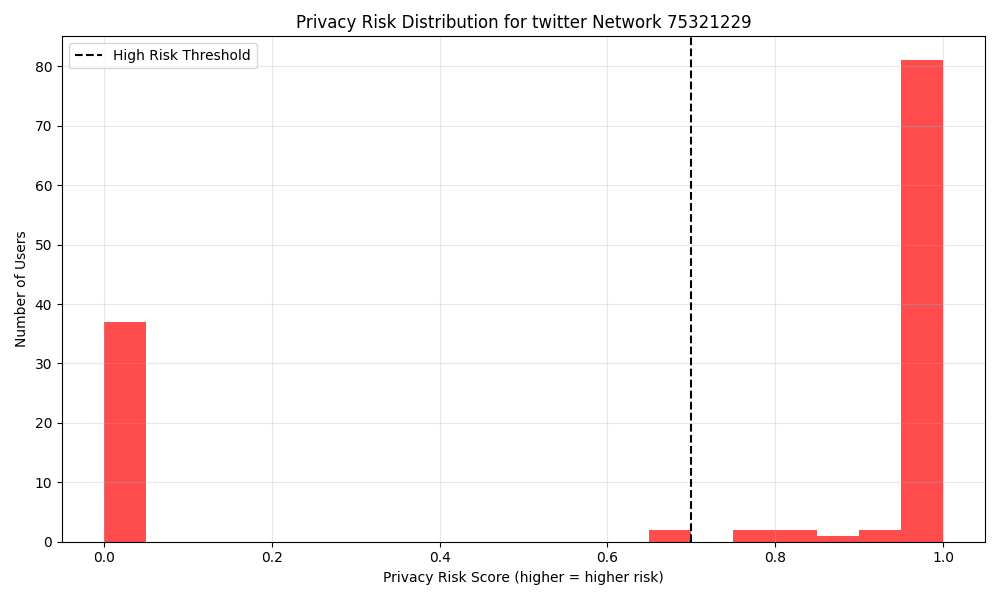 Privacy Risk Distribution for twitter Network 75321229
High Risk Threshold
Number of Users
80
70
60
50
40
30
20
10
0
0.0 0.2 0.4 0.6 0.8 1.0
Privacy Risk Score (higher = higher risk)